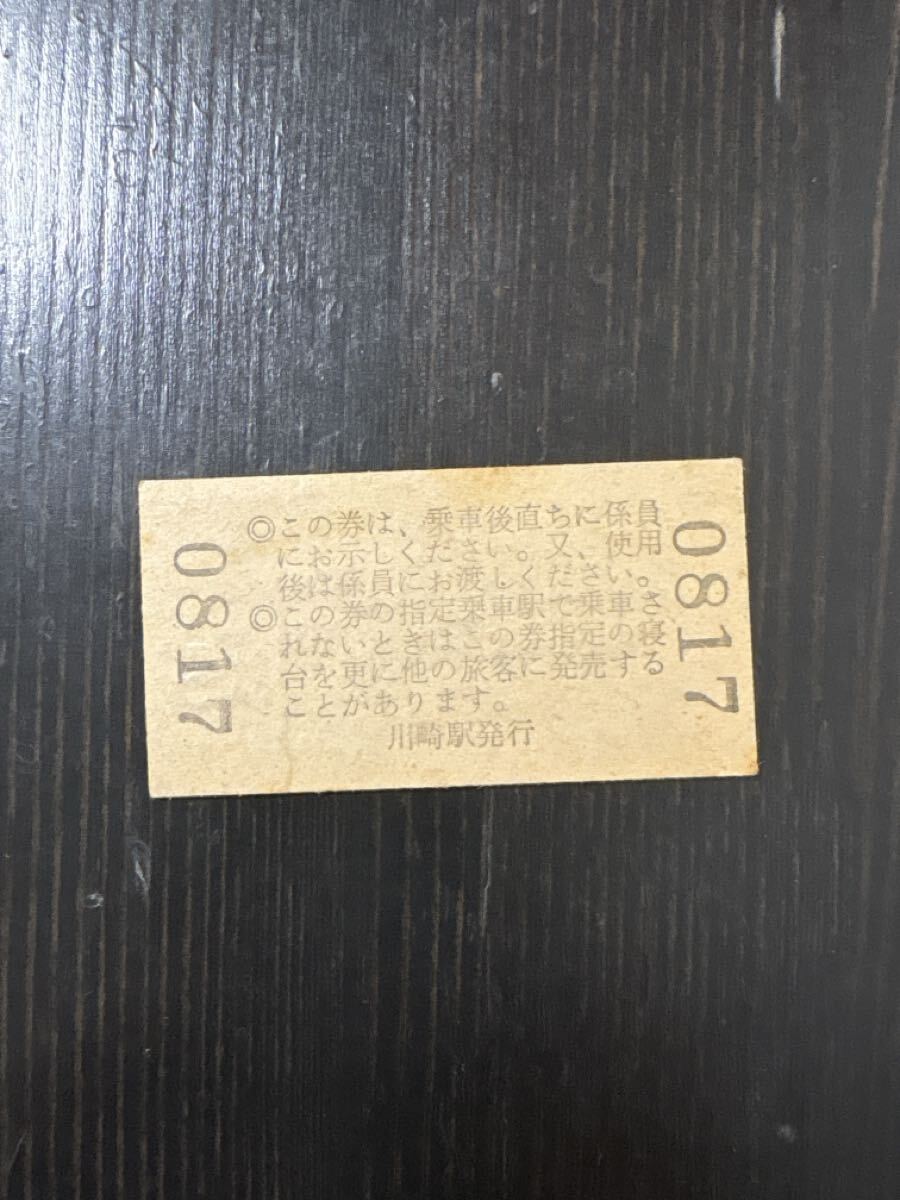 0817
◎この券は、乗車後直ちに係員
にお示しください。又、使用
後は係員にお渡しください。
◎この券の指定乗車駅で乗車さ
れないときはこの券指定の寝
台を更に他の旅客に発売する
ことがあります。
川崎駅発行
0817